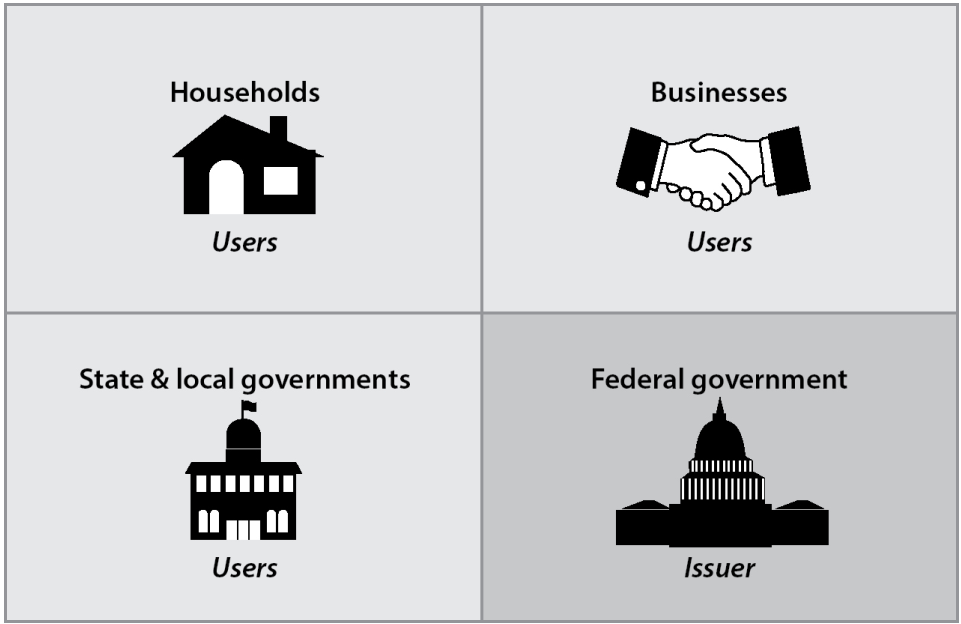 Households
Users
Businesses
Users
State & local governments
Users
Federal government
Issuer